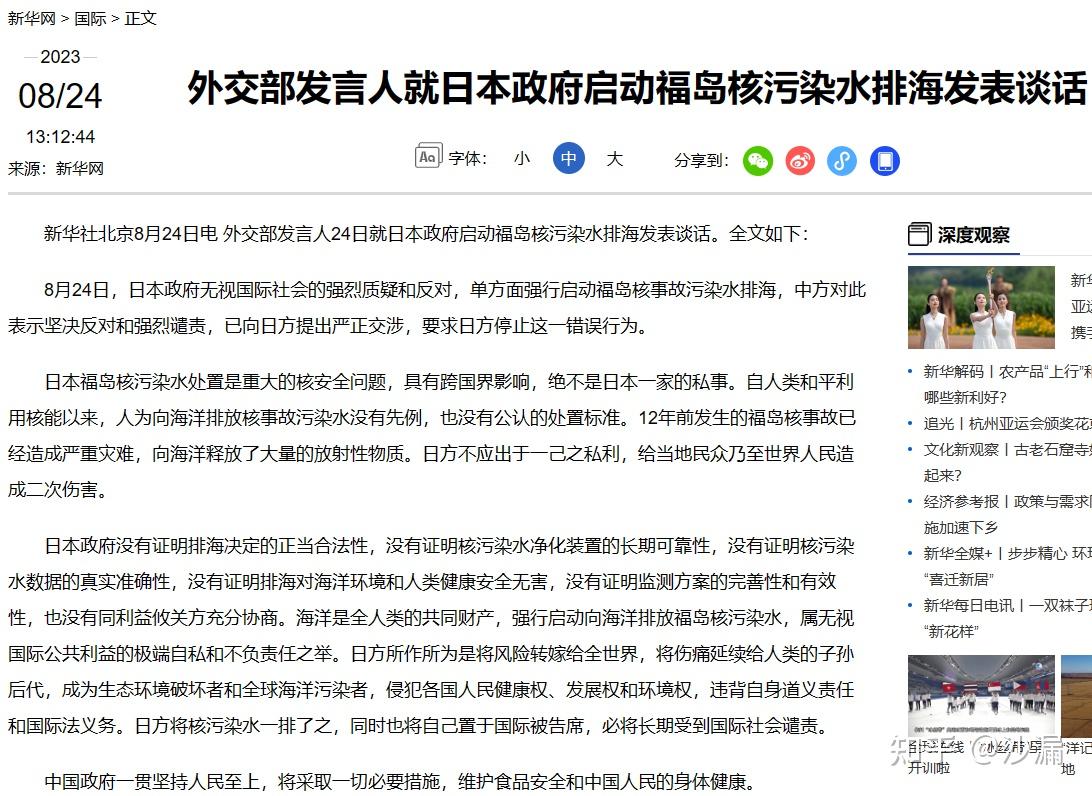 新华网 > 国际 > 正文
2023
08/24
13:12:44
来源：新华网
外交部发言人就日本政府启动福岛核污染水排海发表谈话
Aa 字体： 小 中 大 分享到：
新华社北京8月24日电 外交部发言人24日就日本政府启动福岛核污染水排海发表谈话。全文如下：
8月24日，日本政府无视国际社会的强烈质疑和反对，单方面强行启动福岛核事故污染水排海，中方对此
表示坚决反对和强烈谴责，已向日方提出严正交涉，要求日方停止这一错误行为。
日本福岛核污染水处置是重大的核安全问题，具有跨国界影响，绝不是日本一家的私事。自人类和平利
用核能以来，人为向海洋排放核事故污染水没有先例，也没有公认的处置标准。12年前发生的福岛核事故已
经造成严重灾难，向海洋释放了大量的放射性物质。日方不应出于一己之私利，给当地民众乃至世界人民造
成二次伤害。
日本政府没有证明排海决定的正当合法性，没有证明核污染水净化装置的长期可靠性，没有证明核污染
水数据的真实准确性，没有证明排海对海洋环境和人类健康安全无害，没有证明监测方案的完善性和有效
性，也没有同利益攸关方充分协商。海洋是全人类的共同财产，强行启动向海洋排放福岛核污染水，属无视
国际公共利益的极端自私和不负责任之举。日方所作所为是将风险转嫁给全世界，将伤痛延续给人类的子孙
后代，成为生态环境破坏者和全球海洋污染者，侵犯各国人民健康权、发展权和环境权，违背自身道义责任
和国际法义务。日方将核污染水一排了之，同时也将自己置于国际被告席，必将长期受到国际社会谴责。
中国政府一贯坚持人民至上，将采取一切必要措施，维护食品安全和中国人民的身体健康。
深度观察
新华
亚运
携手
新华解码丨农产品“上行”和
哪些新利好？
追光丨杭州亚运会颁奖花
文化新观察丨古老石窟寺
起来？
经济参考报丨政策与需求
施加速下乡
新华全媒+丨步步精心 环环
“喜迁新居”
新华每日电讯丨一双袜子
“新花样”
开训啦
洋记
地
知乎 @沙漏